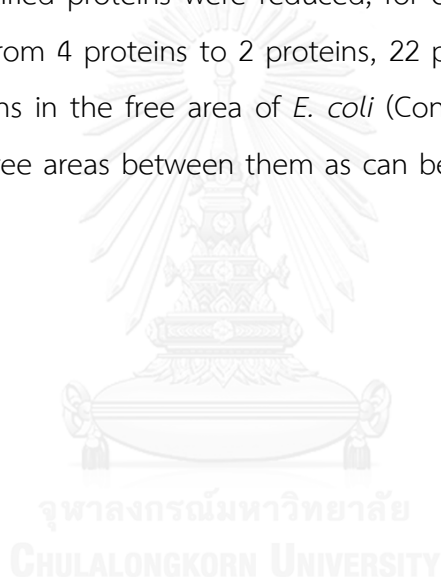 ified proteins were reduced, for e
rom 4 proteins to 2 proteins, 22 p
ns in the free area of E. coli (Con
ree areas between them as can be
จุฬาลงกรณ์มหาวิทยาลัย
CHULALONGKORN UNIVERSITY